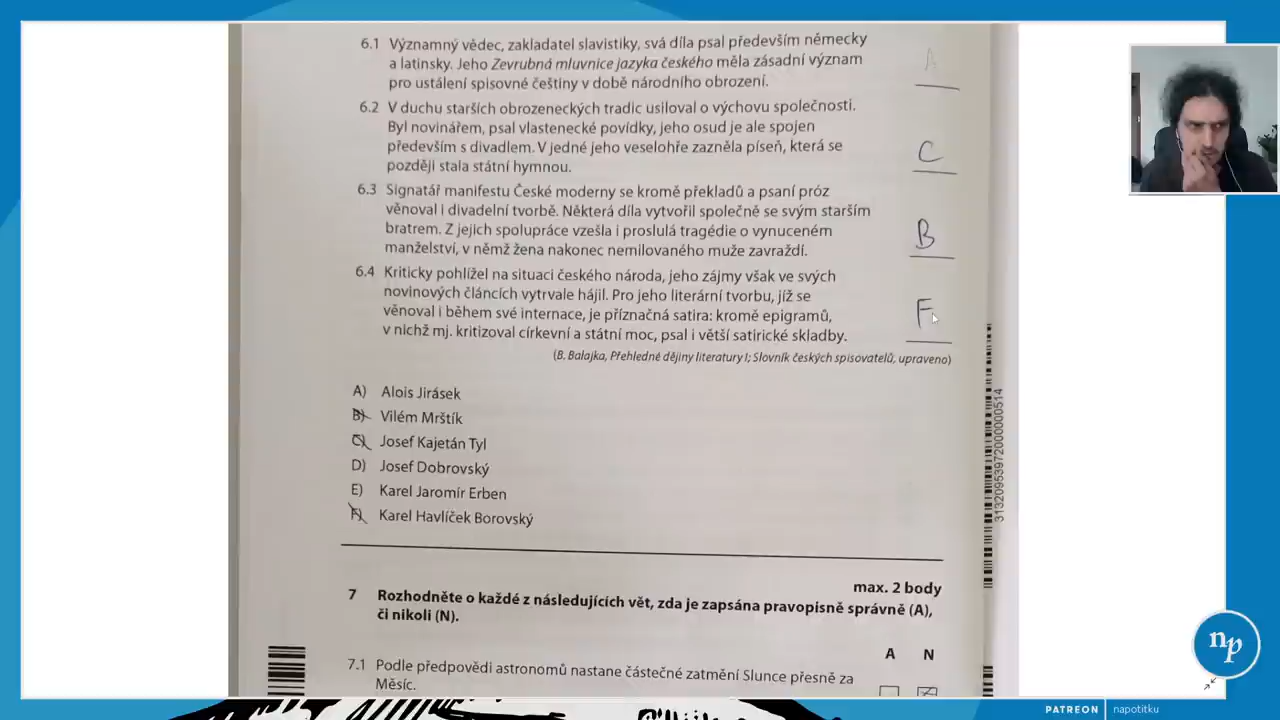 6.1 Významný vědec, zakladatel slavistiky, svá díla psal především německy
a latinsky. Jeho Zevrubná mluvnice jazyka českého měla zásadní význam
pro ustálení spisovné češtiny v době národního obrození.
A
6.2 V duchu starších obrozeneckých tradic usiloval o výchovu společnosti.
Byl novinářem, psal vlastenecké povídky, jeho osud je ale spojen
především s divadlem. V jedné jeho veselohře zazněla píseň, která se
později stala státní hymnou.
C
6.3 Signatář manifestu České moderny se kromě překladů a psaní próz
věnoval i divadelní tvorbě. Některá díla vytvořil společně se svým starším
bratrem. Z jejich spolupráce vzešla i proslulá tragédie o vynuceném
manželství, v němž žena nakonec nemilovaného muže zavraždí.
B
6.4 Kriticky pohlížel na situaci českého národa, jeho zájmy však ve svých
novinových článcích vytrvale hájil. Pro jeho literární tvorbu, jíž se
věnoval i během své internace, je příznačná satira: kromě epigramů,
v nichž mj. kritizoval církevní a státní moc, psal i větší satirické skladby.
F
(B. Balajka, Přehledné dějiny literatury I; Slovník českých spisovatelů, upraveno)
A) Alois Jirásek
B) Vilém Mrštík
C) Josef Kajetán Tyl
D) Josef Dobrovský
E) Karel Jaromír Erben
F) Karel Havlíček Borovský
max. 2 body
7 Rozhodněte o každé z následujících vět, zda je zapsána pravopisně správně (A),
či nikoli (N).
A N
7.1 Podle předpovědi astronomů nastane částečné zatmění Slunce přesně za
Měsíc.
3132095397200000514
np
PATREON napotitku